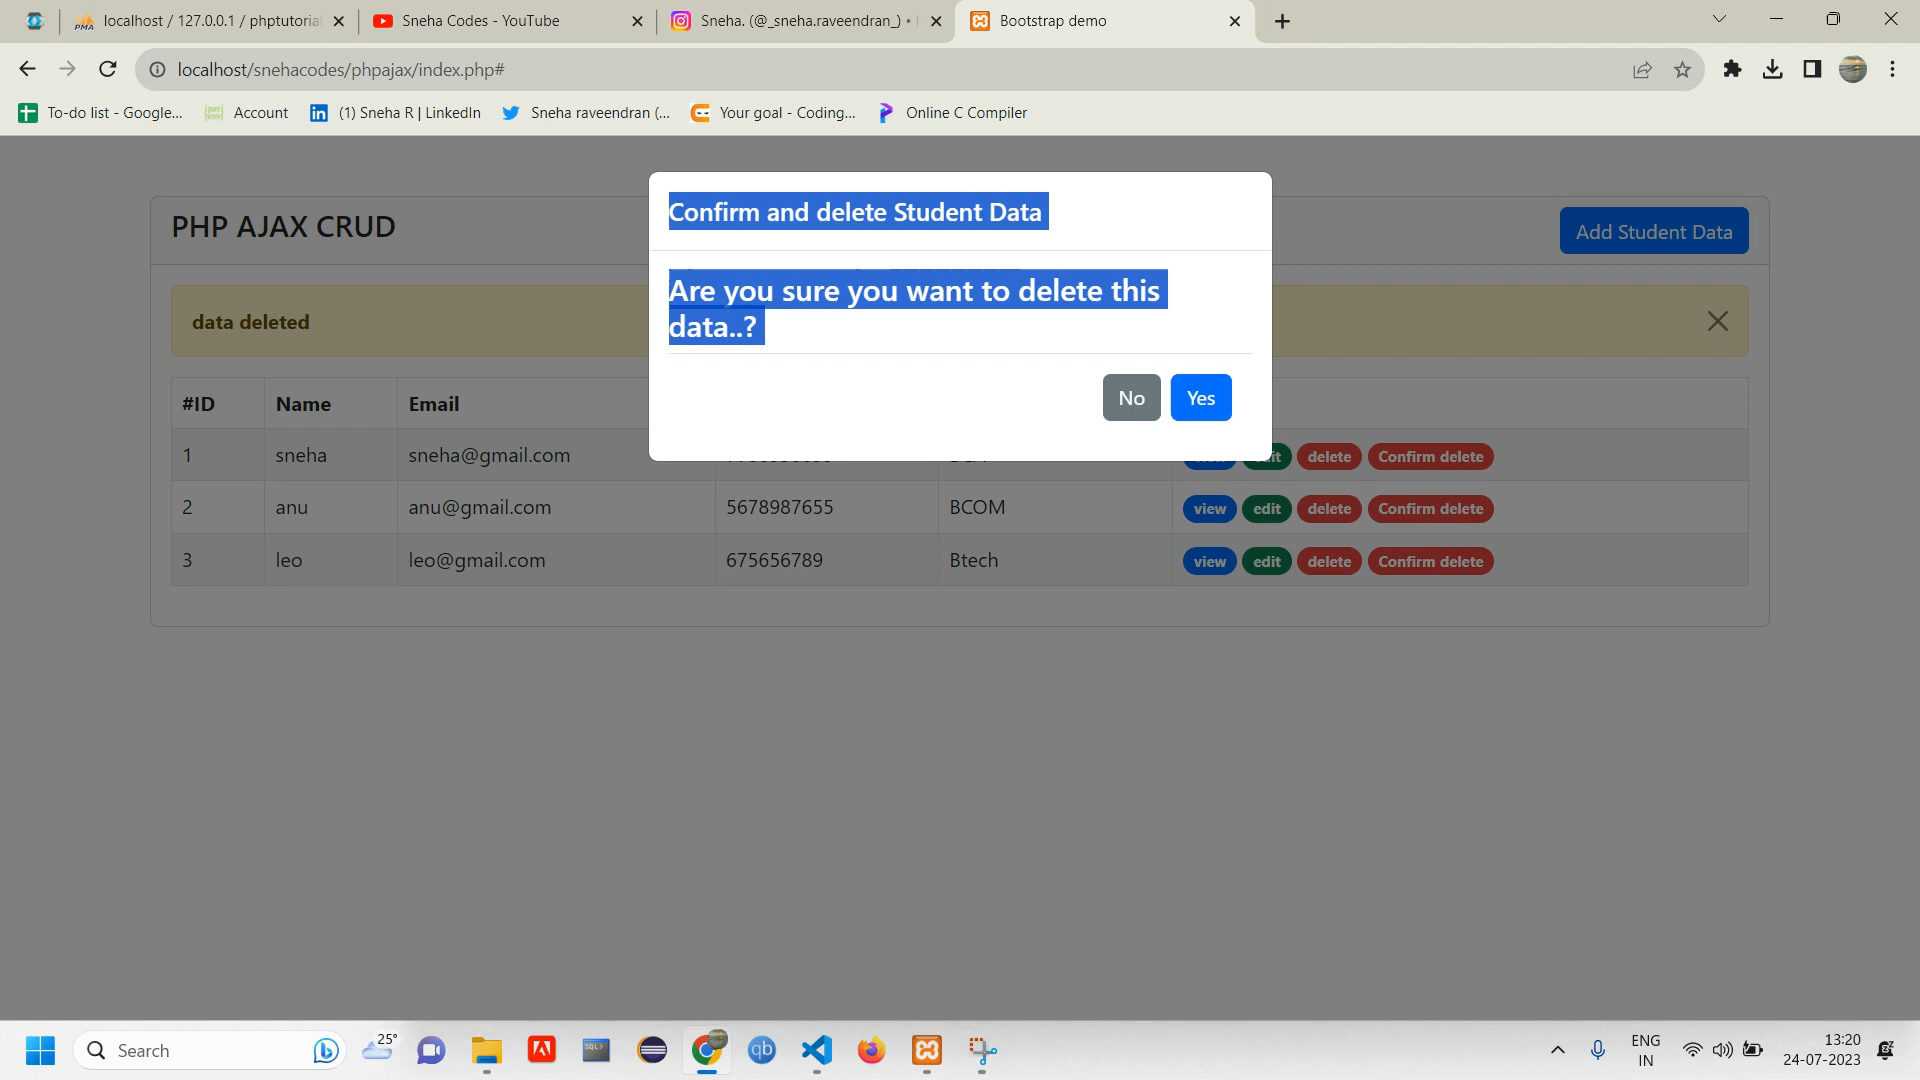 localhost / 127.0.0.1 / phptutoria
Sneha Codes - YouTube
Sneha. (@_sneha.raveendran_) •
Bootstrap demo
localhost/snehacodes/phpajax/index.php#
To-do list - Google...
Account
(1) Sneha R | LinkedIn
Sneha raveendran (...
Your goal - Coding...
Online C Compiler
Confirm and delete Student Data
PHP AJAX CRUD
Add Student Data
Are you sure you want to delete this
data..?
data deleted
No Yes
#ID Name Email
1 sneha sneha@gmail.com delete Confirm delete
2 anu anu@gmail.com 5678987655 BCOM view edit delete Confirm delete
3 leo leo@gmail.com 675656789 Btech view edit delete Confirm delete
Search
25°
SQL>
qb
ENG
IN
13:20
24-07-2023